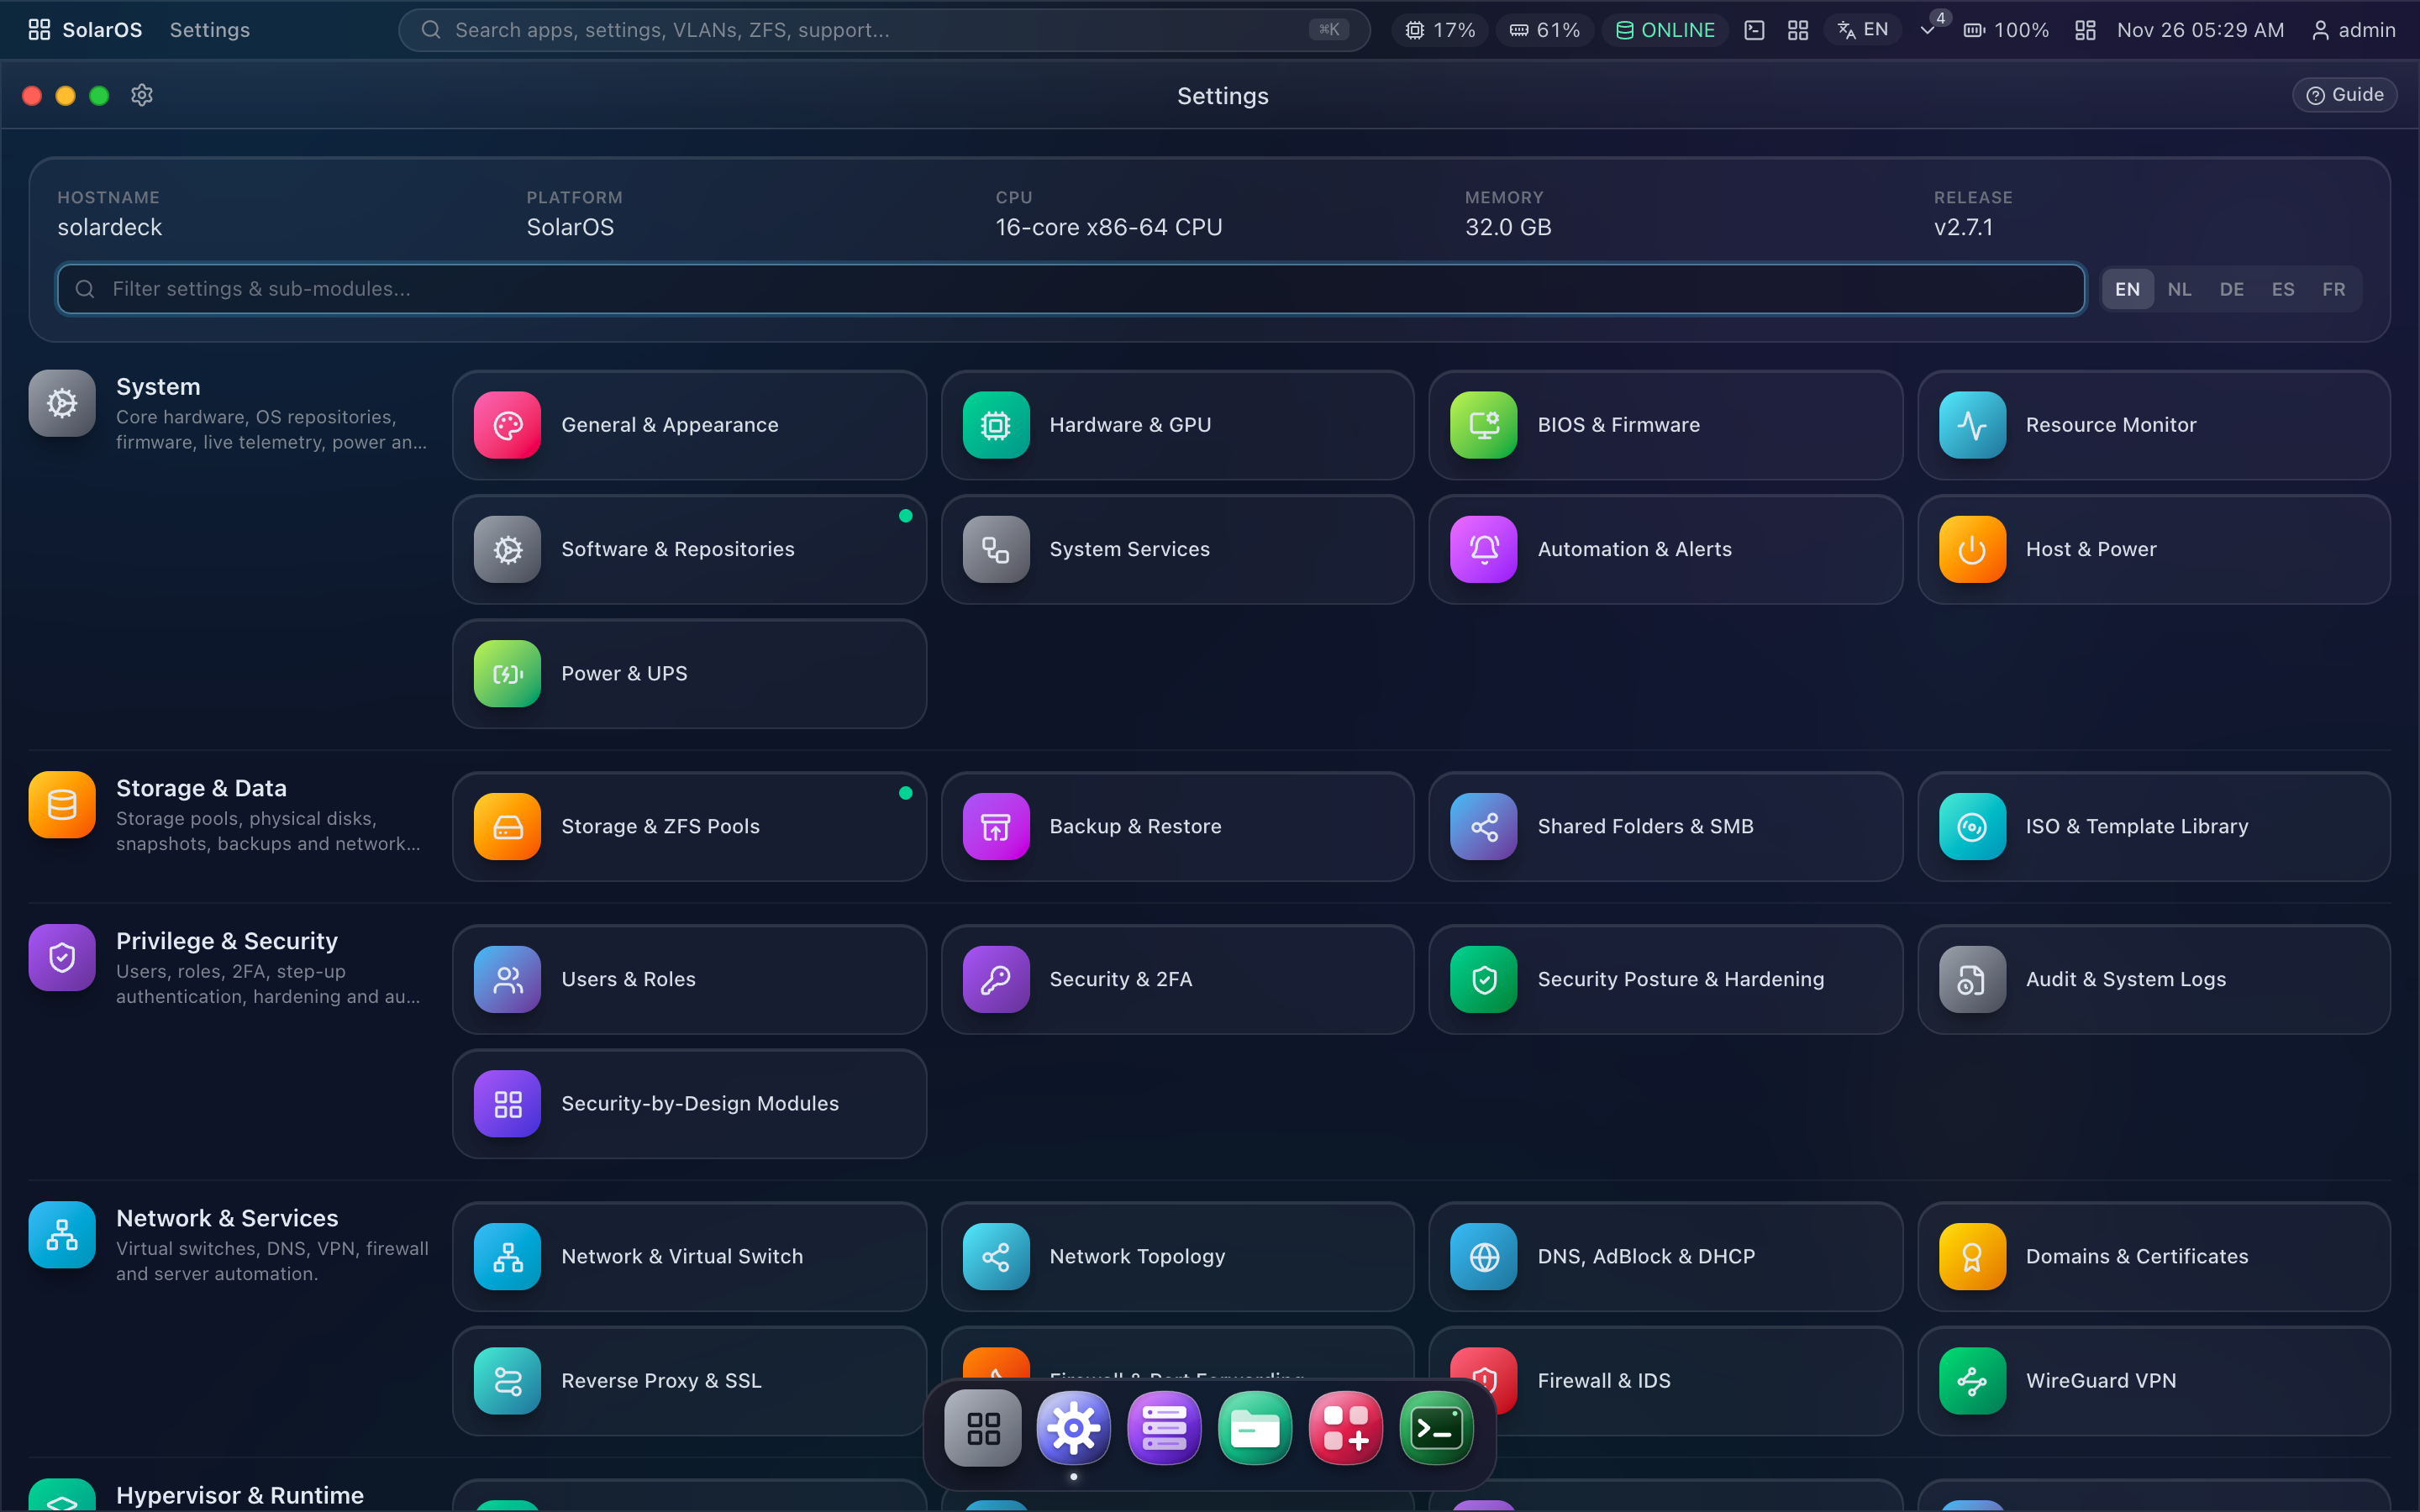 SolarOS
Settings
Search apps, settings, VLANs, ZFS, support...
⌘K
17%
61%
ONLINE
EN
4
100%
Nov 26 05:29 AM
admin
Settings
Guide
HOSTNAME
solardeck
PLATFORM
SolarOS
CPU
16-core x86-64 CPU
MEMORY
32.0 GB
RELEASE
v2.7.1
Filter settings & sub-modules...
EN
NL
DE
ES
FR
System
Core hardware, OS repositories,
firmware, live telemetry, power an...
General & Appearance
Hardware & GPU
BIOS & Firmware
Resource Monitor
Software & Repositories
System Services
Automation & Alerts
Host & Power
Power & UPS
Storage & Data
Storage pools, physical disks,
snapshots, backups and network...
Storage & ZFS Pools
Backup & Restore
Shared Folders & SMB
ISO & Template Library
Privilege & Security
Users, roles, 2FA, step-up
authentication, hardening and au...
Users & Roles
Security & 2FA
Security Posture & Hardening
Audit & System Logs
Security-by-Design Modules
Network & Services
Virtual switches, DNS, VPN, firewall
and server automation.
Network & Virtual Switch
Network Topology
DNS, AdBlock & DHCP
Domains & Certificates
Reverse Proxy & SSL
Firewall & Port Forwarding
Firewall & IDS
WireGuard VPN
Hypervisor & Runtime